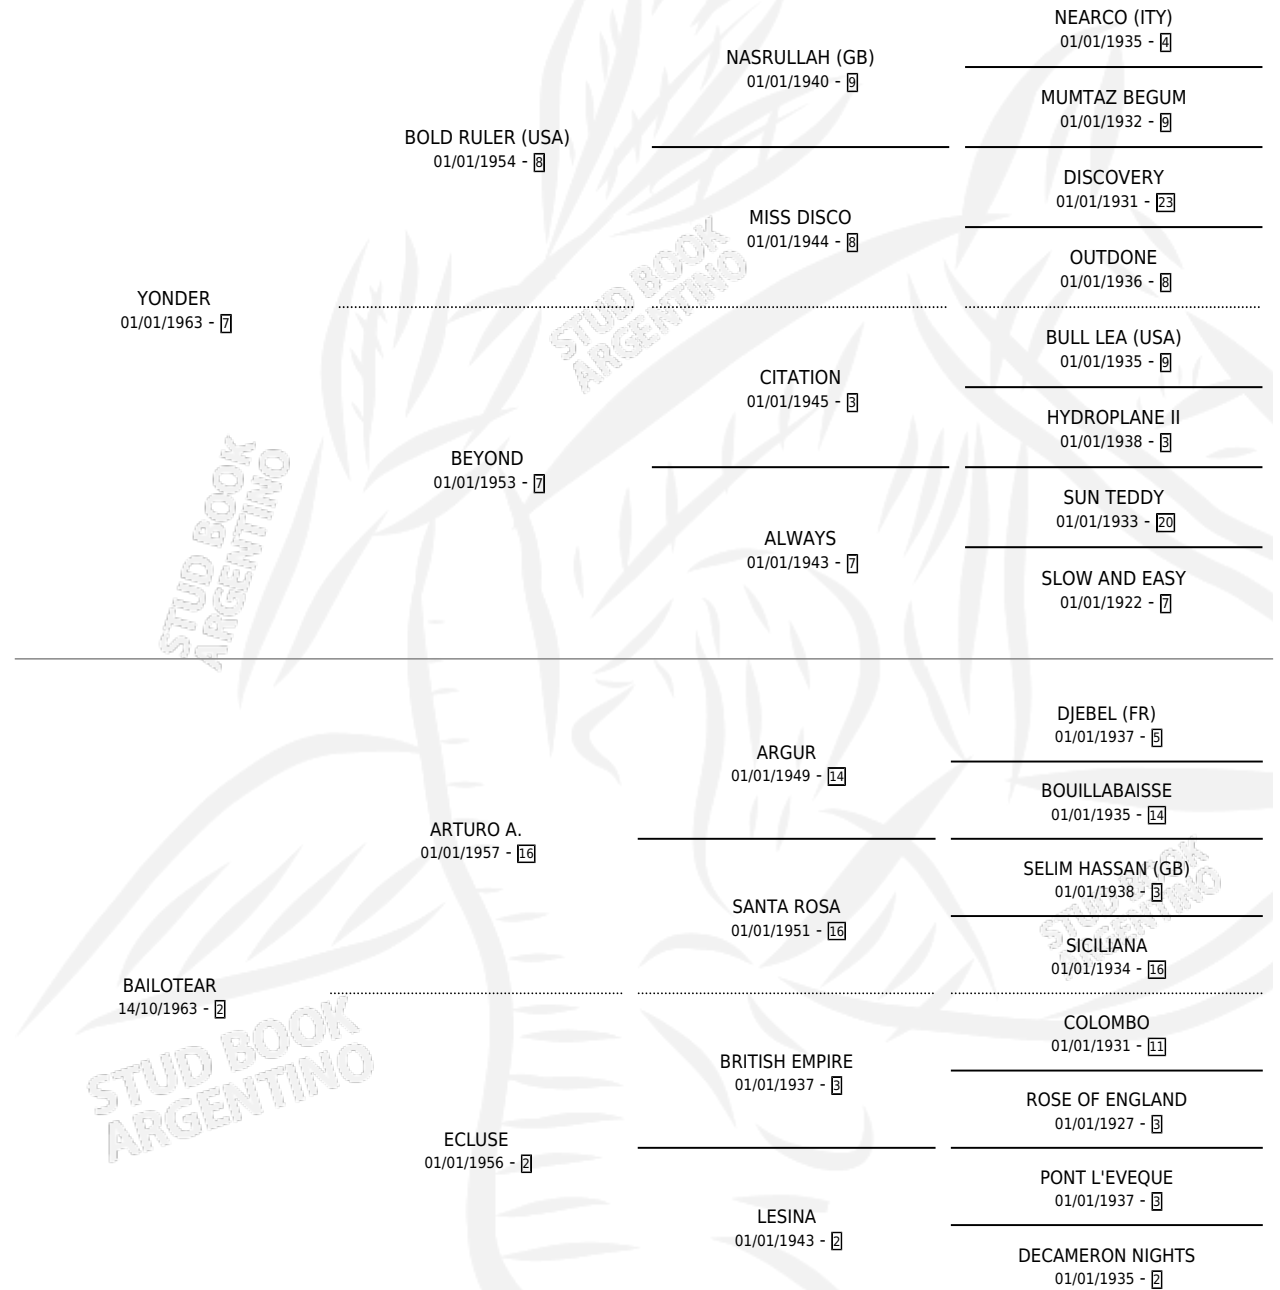 NEARCO (ITY)
01/01/1935 - 4
NASRULLAH (GB)
01/01/1940 - 9
MUMTAZ BEGUM
01/01/1932 - 9
BOLD RULER (USA)
01/01/1954 - 8
DISCOVERY
01/01/1931 - 23
MISS DISCO
01/01/1944 - 8
OUTDONE
01/01/1936 - 8
YONDER
01/01/1963 - 7
BULL LEA (USA)
01/01/1935 - 9
CITATION
01/01/1945 - 3
HYDROPLANE II
01/01/1938 - 3
BEYOND
01/01/1953 - 7
SUN TEDDY
01/01/1933 - 20
ALWAYS
01/01/1943 - 7
SLOW AND EASY
01/01/1922 - 7
DJEBEL (FR)
01/01/1937 - 5
ARGUR
01/01/1949 - 14
BOUILLABAISSE
01/01/1935 - 14
ARTURO A.
01/01/1957 - 16
SELIM HASSAN (GB)
01/01/1938 - 3
SANTA ROSA
01/01/1951 - 16
SICILIANA
01/01/1934 - 16
BAILOTEAR
14/10/1963 - 2
COLOMBO
01/01/1931 - 11
BRITISH EMPIRE
01/01/1937 - 3
ROSE OF ENGLAND
01/01/1927 - 3
ECLUSE
01/01/1956 - 2
PONT L'EVEQUE
01/01/1937 - 3
LESINA
01/01/1943 - 2
DECAMERON NIGHTS
01/01/1935 - 2
STUD BOOK
ARGENTINO
STUD BOOK
ARGENTINO
STUD BOOK
ARGENTINO
STUD BOOK
ARGENTINO